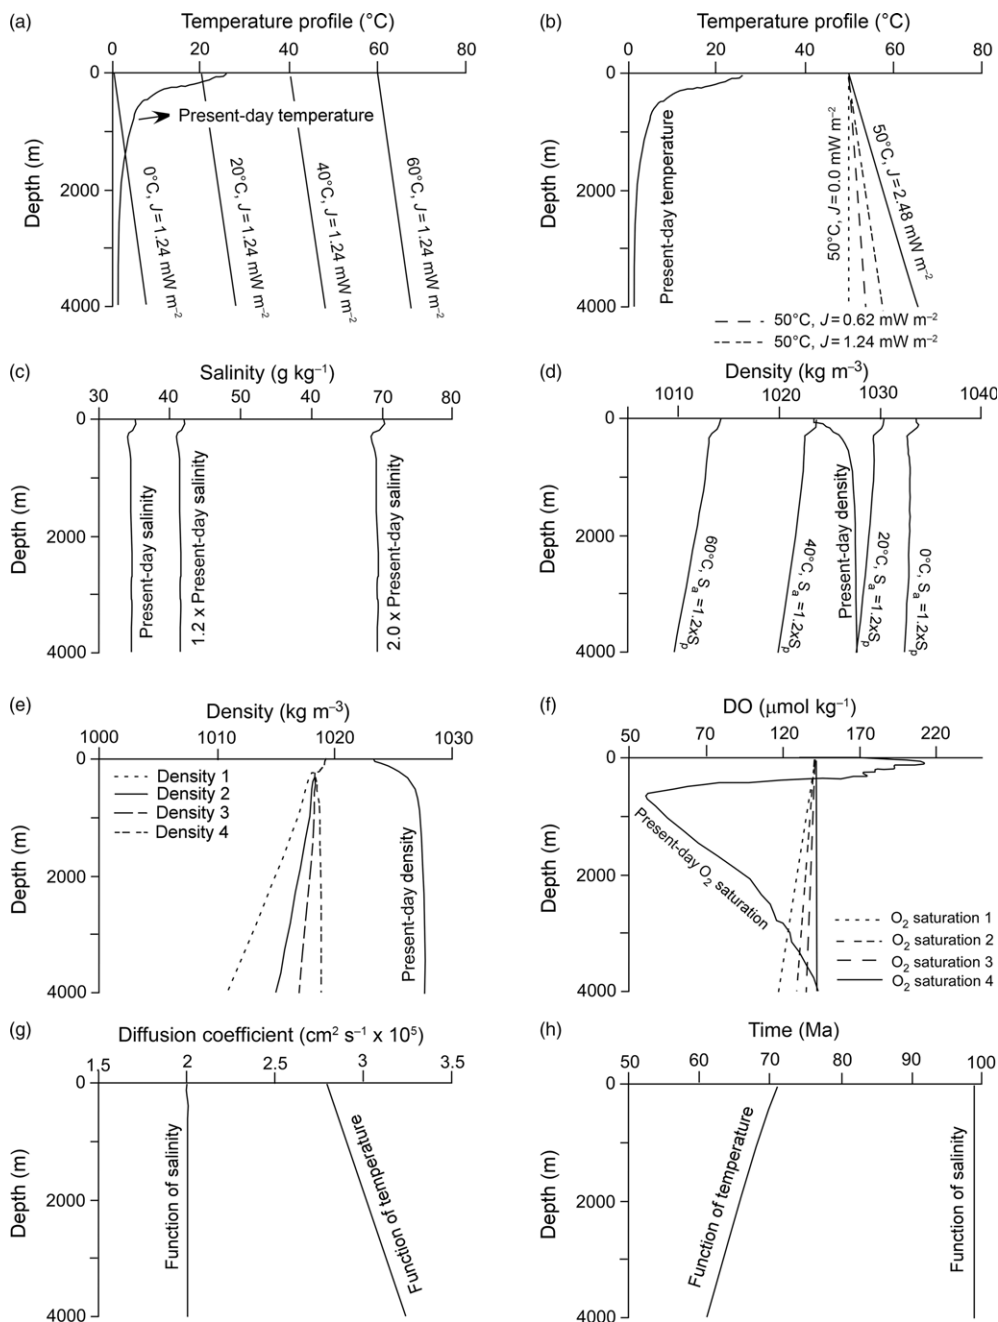 (a)
Temperature profile (°C)
0 20 40 60 80
0
2000
4000
Depth (m)
Present-day temperature
0°C, J = 1.24 mW m⁻²
20°C, J = 1.24 mW m⁻²
40°C, J = 1.24 mW m⁻²
60°C, J = 1.24 mW m⁻²
(b)
Temperature profile (°C)
0 20 40 60 80
0
2000
4000
Depth (m)
Present-day temperature
50°C, J = 0.0 mW m⁻²
50°C, J = 2.48 mW m⁻²
50°C, J = 0.62 mW m⁻²
50°C, J = 1.24 mW m⁻²
(c)
Salinity (g kg⁻¹)
30 40 40 40 70 80
0
2000
4000
Depth (m)
Present-day salinity
1.2 x Present-day salinity
2.0 x Present-day salinity
(d)
Density (kg m⁻³)
1010 1020 1030 1040
0
2000
4000
Depth (m)
60°C, Sₐ =1.2xSₚ
40°C, Sₐ =1.2xSₚ
Present-day density
20°C, Sₐ =1.2xSₚ
0°C, Sₐ =1.2xSₚ
(e)
Density (kg m⁻³)
1000 1010 1020 1030
0
2000
4000
Depth (m)
Density 1
Density 2
Density 3
Density 4
Present-day density
(f)
DO (µmol kg⁻¹)
50 70 120 170 220
0
2000
4000
Depth (m)
Present-day O₂ saturation
O₂ saturation 1
O₂ saturation 2
O₂ saturation 3
O₂ saturation 4
(g)
Diffusion coefficient (cm² s⁻¹ x 10⁵)
1.5 2 2.5 3 3.5
0
2000
4000
Depth (m)
Function of salinity
Function of temperature
(h)
Time (Ma)
50 60 70 80 90 100
0
2000
4000
Depth (m)
Function of temperature
Function of salinity